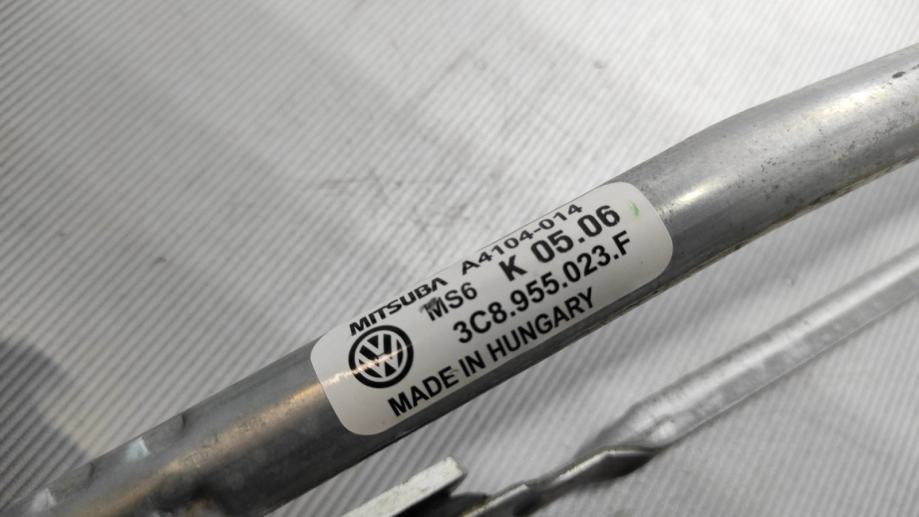 MITSUBA A4104-014
MS6 K 05.06
3C8.955.023.F
MADE IN HUNGARY